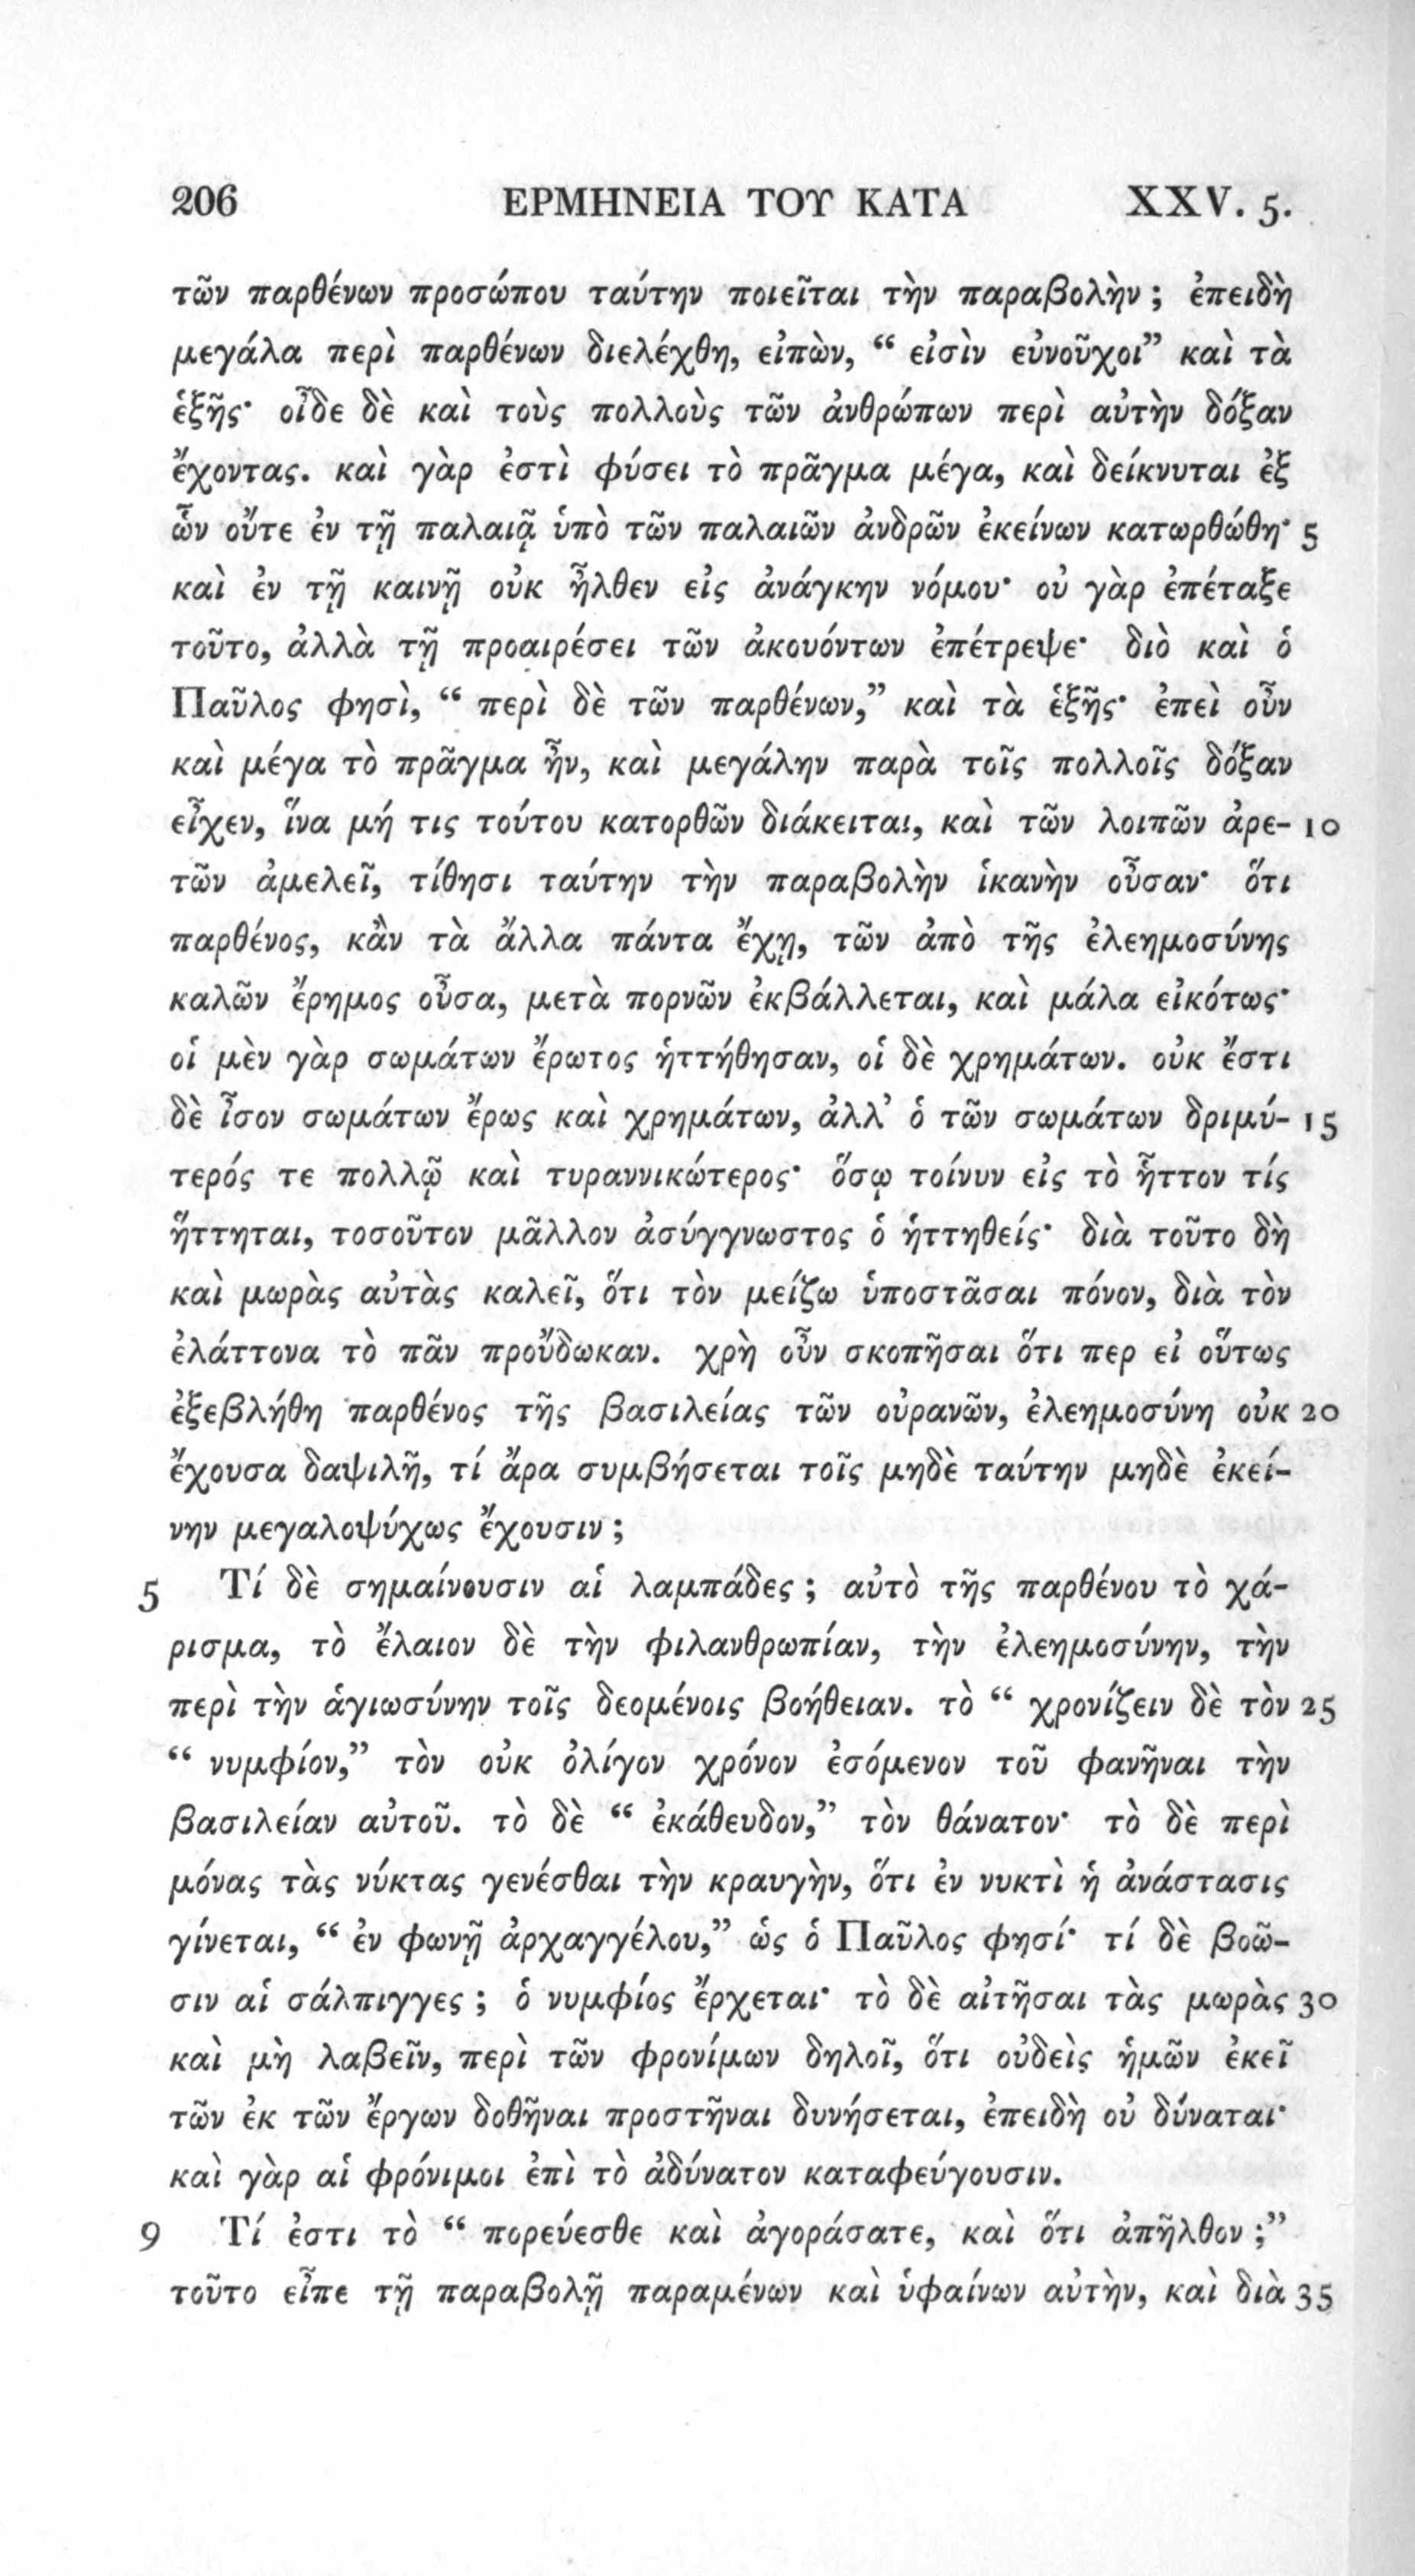 206 ΕΡΜΗΝΕΙΑ ΤΟΥ ΚΑΤΑ XXV. 5.
τῶν παρθένων προσώπου ταύτην ποιεῖται τὴν παραβολήν ; ἐπειδὴ
μεγάλα περὶ παρθένων διελέχθη, εἰπὼν, “ εἰσὶν εὐνοῦχοι” καὶ τὰ
ἑξῆς· οἶδε δὲ καὶ τοὺς πολλοὺς τῶν ἀνθρώπων περὶ αὐτὴν δόξαν
ἔχοντας. καὶ γὰρ ἐστὶ φύσει τὸ πρᾶγμα μέγα, καὶ δείκνυται ἐξ
ὧν οὔτε ἐν τῇ παλαιᾷ ὑπὸ τῶν παλαιῶν ἀνδρῶν ἐκείνων κατωρθώθη· 5
καὶ ἐν τῇ καινῇ οὐκ ἦλθεν εἰς ἀνάγκην νόμου· οὐ γὰρ ἐπέταξε
τοῦτο, ἀλλὰ τῇ προαιρέσει τῶν ἀκουόντων ἐπέτρεψε· διὸ καὶ ὁ
Παῦλος φησὶ, “ περὶ δὲ τῶν παρθένων,” καὶ τὰ ἑξῆς· ἐπεὶ οὖν
καὶ μέγα τὸ πρᾶγμα ἦν, καὶ μεγάλην παρὰ τοῖς πολλοῖς δόξαν
εἶχεν, ἵνα μή τις τούτου κατορθῶν διάκειται, καὶ τῶν λοιπῶν ἀρε- 10
τῶν ἀμελεῖ, τίθησι ταύτην τὴν παραβολὴν ἱκανὴν οὖσαν· ὅτι
παρθένος, κἂν τὰ ἄλλα πάντα ἔχῃ, τῶν ἀπὸ τῆς ἐλεημοσύνης
καλῶν ἔρημος οὖσα, μετὰ πορνῶν ἐκβάλλεται, καὶ μάλα εἰκότως·
οἱ μὲν γὰρ σωμάτων ἔρωτος ἡττήθησαν, οἱ δὲ χρημάτων. οὐκ ἔστι
δὲ ἶσον σωμάτων ἔρως καὶ χρημάτων, ἀλλ’ ὁ τῶν σωμάτων δριμύ- 15
τερός τε πολλῷ καὶ τυραννικώτερος· ὅσῳ τοίνυν εἰς τὸ ἧττον τίς
ἥττηται, τοσοῦτον μᾶλλον ἀσύγγνωστος ὁ ἡττηθείς· διὰ τοῦτο δὴ
καὶ μωρὰς αὐτὰς καλεῖ, ὅτι τὸν μείζω ὑποστᾶσαι πόνον, διὰ τὸν
ἐλάττονα τὸ πᾶν προὔδωκαν. χρὴ οὖν σκοπῆσαι ὅτι περ εἰ οὕτως
ἐξεβλήθη παρθένος τῆς βασιλείας τῶν οὐρανῶν, ἐλεημοσύνη οὐκ 20
ἔχουσα δαψιλῆ, τί ἄρα συμβήσεται τοῖς μηδὲ ταύτην μηδὲ ἐκεί-
νην μεγαλοψύχως ἔχουσιν ;
5 Τί δὲ σημαίνουσιν αἱ λαμπάδες ; αὐτὸ τῆς παρθένου τὸ χά-
ρισμα, τὸ ἔλαιον δὲ τὴν φιλανθρωπίαν, τὴν ἐλεημοσύνην, τὴν
περὶ τὴν ἁγιωσύνην τοῖς δεομένοις βοήθειαν. τὸ “ χρονίζειν δὲ τὸν 25
“ νυμφίον,” τὸν οὐκ ὀλίγον χρόνον ἐσόμενον τοῦ φανῆναι τὴν
βασιλείαν αὐτοῦ. τὸ δὲ “ ἐκάθευδον,” τὸν θάνατον· τὸ δὲ περὶ
μόνας τὰς νύκτας γενέσθαι τὴν κραυγὴν, ὅτι ἐν νυκτὶ ἡ ἀνάστασις
γίνεται, “ ἐν φωνῇ ἀρχαγγέλου,” ὡς ὁ Παῦλος φησί· τί δὲ βοῶ-
σιν αἱ σάλπιγγες ; ὁ νυμφίος ἔρχεται· τὸ δὲ αἰτῆσαι τὰς μωρὰς 30
καὶ μὴ λαβεῖν, περὶ τῶν φρονίμων δηλοῖ, ὅτι οὐδεὶς ἡμῶν ἐκεῖ
τῶν ἐκ τῶν ἔργων δοθῆναι προστῆναι δυνήσεται, ἐπειδὴ οὐ δύναται·
καὶ γὰρ αἱ φρόνιμοι ἐπὶ τὸ ἀδύνατον καταφεύγουσιν.
9 Τί ἐστι τὸ “ πορεύεσθε καὶ ἀγοράσατε, καὶ ὅτι ἀπῆλθον ;”
τοῦτο εἶπε τῇ παραβολῇ παραμένων καὶ ὑφαίνων αὐτὴν, καὶ διὰ 35